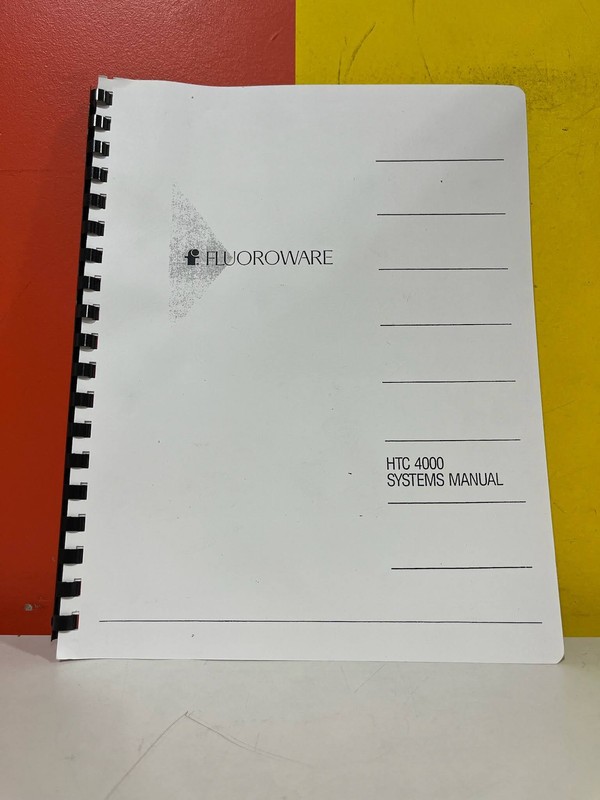 FLUOROWARE
HTC 4000
SYSTEMS MANUAL